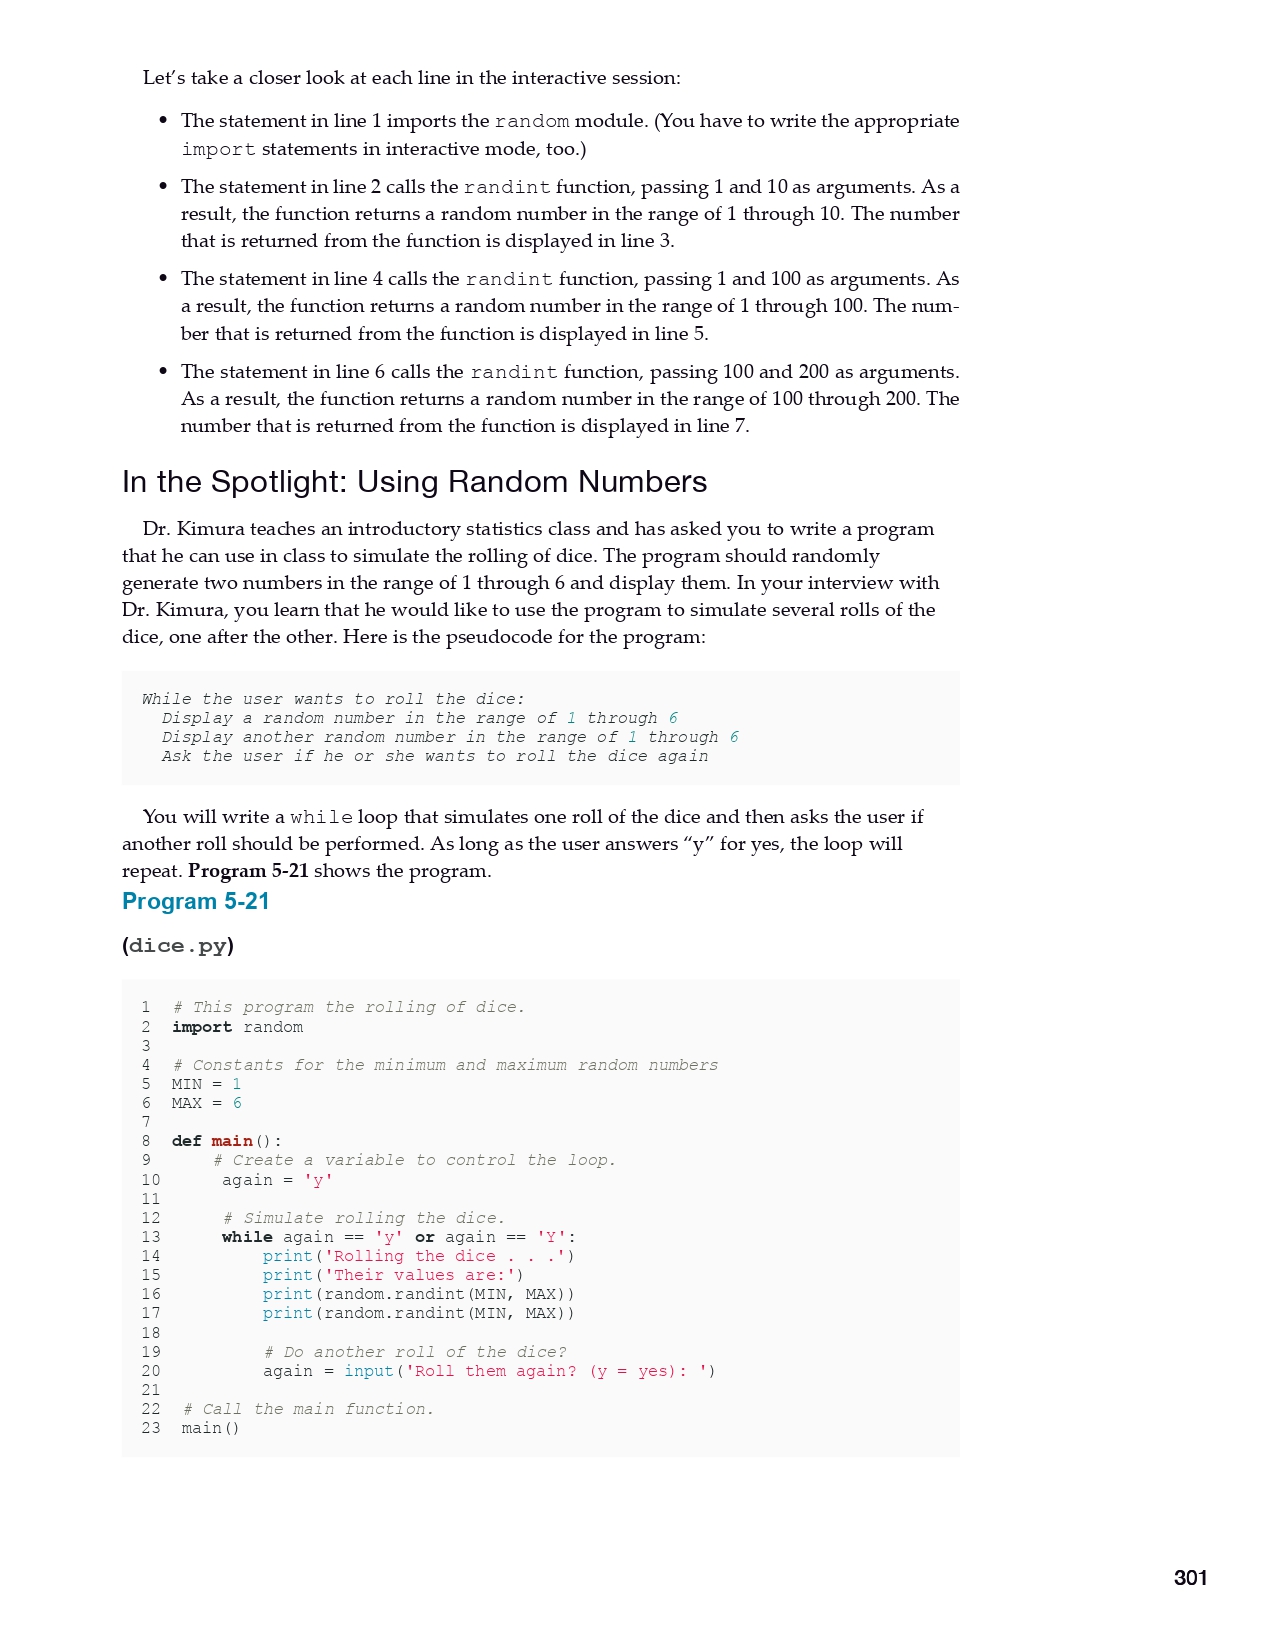 Let’s take a closer look at each line in the interactive session:
• The statement in line 1 imports the random module. (You have to write the appropriate
import statements in interactive mode, too.)
• The statement in line 2 calls the randint function, passing 1 and 10 as arguments. As a
result, the function returns a random number in the range of 1 through 10. The number
that is returned from the function is displayed in line 3.
• The statement in line 4 calls the randint function, passing 1 and 100 as arguments. As
a result, the function returns a random number in the range of 1 through 100. The num-
ber that is returned from the function is displayed in line 5.
• The statement in line 6 calls the randint function, passing 100 and 200 as arguments.
As a result, the function returns a random number in the range of 100 through 200. The
number that is returned from the function is displayed in line 7.
In the Spotlight: Using Random Numbers
Dr. Kimura teaches an introductory statistics class and has asked you to write a program
that he can use in class to simulate the rolling of dice. The program should randomly
generate two numbers in the range of 1 through 6 and display them. In your interview with
Dr. Kimura, you learn that he would like to use the program to simulate several rolls of the
dice, one after the other. Here is the pseudocode for the program:
While the user wants to roll the dice:
  Display a random number in the range of 1 through 6
  Display another random number in the range of 1 through 6
  Ask the user if he or she wants to roll the dice again
You will write a while loop that simulates one roll of the dice and then asks the user if
another roll should be performed. As long as the user answers “y” for yes, the loop will
repeat. Program 5-21 shows the program.
Program 5-21
(dice.py)
1  # This program the rolling of dice.
2  import random
3
4  # Constants for the minimum and maximum random numbers
5  MIN = 1
6  MAX = 6
7
8  def main():
9      # Create a variable to control the loop.
10      again = 'y'
11
12      # Simulate rolling the dice.
13      while again == 'y' or again == 'Y':
14          print('Rolling the dice . . .')
15          print('Their values are:')
16          print(random.randint(MIN, MAX))
17          print(random.randint(MIN, MAX))
18
19          # Do another roll of the dice?
20          again = input('Roll them again? (y = yes): ')
21
22  # Call the main function.
23  main()
301